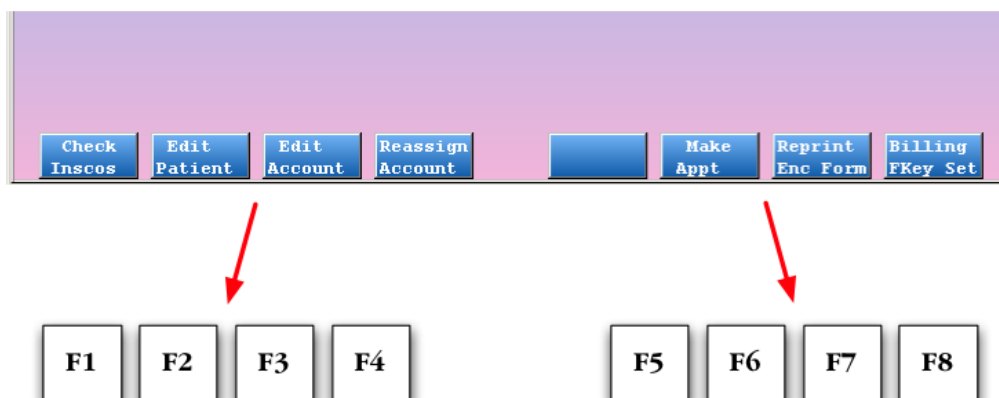 Check Inscos
Edit Patient
Edit Account
Reassign Account
Make Appt
Reprint Enc Form
Billing FKey Set
F1 F2 F3 F4 F5 F6 F7 F8